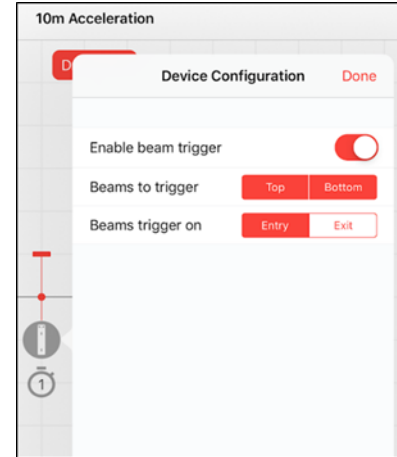 10m Acceleration
D
Device Configuration Done
Enable beam trigger
Beams to trigger Top Bottom
Beams trigger on Entry Exit
1